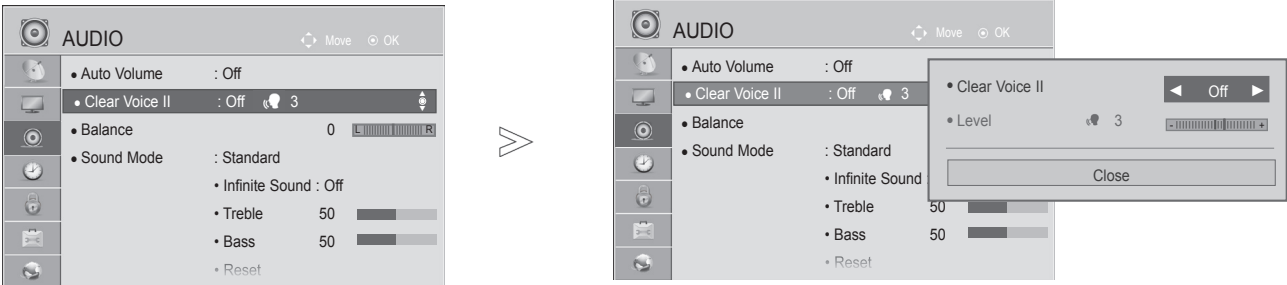 AUDIO
Move OK
• Auto Volume : Off
• Clear Voice II : Off 3
• Balance 0 L R
• Sound Mode : Standard
• Infinite Sound : Off
• Treble 50
• Bass 50
• Reset
AUDIO
Move OK
• Auto Volume : Off
• Clear Voice II : Off 3
• Balance
• Sound Mode : Standard
• Infinite Sound :
• Treble 50
• Bass 50
• Reset
• Clear Voice II ◀ Off ▶
• Level 3 - +
Close